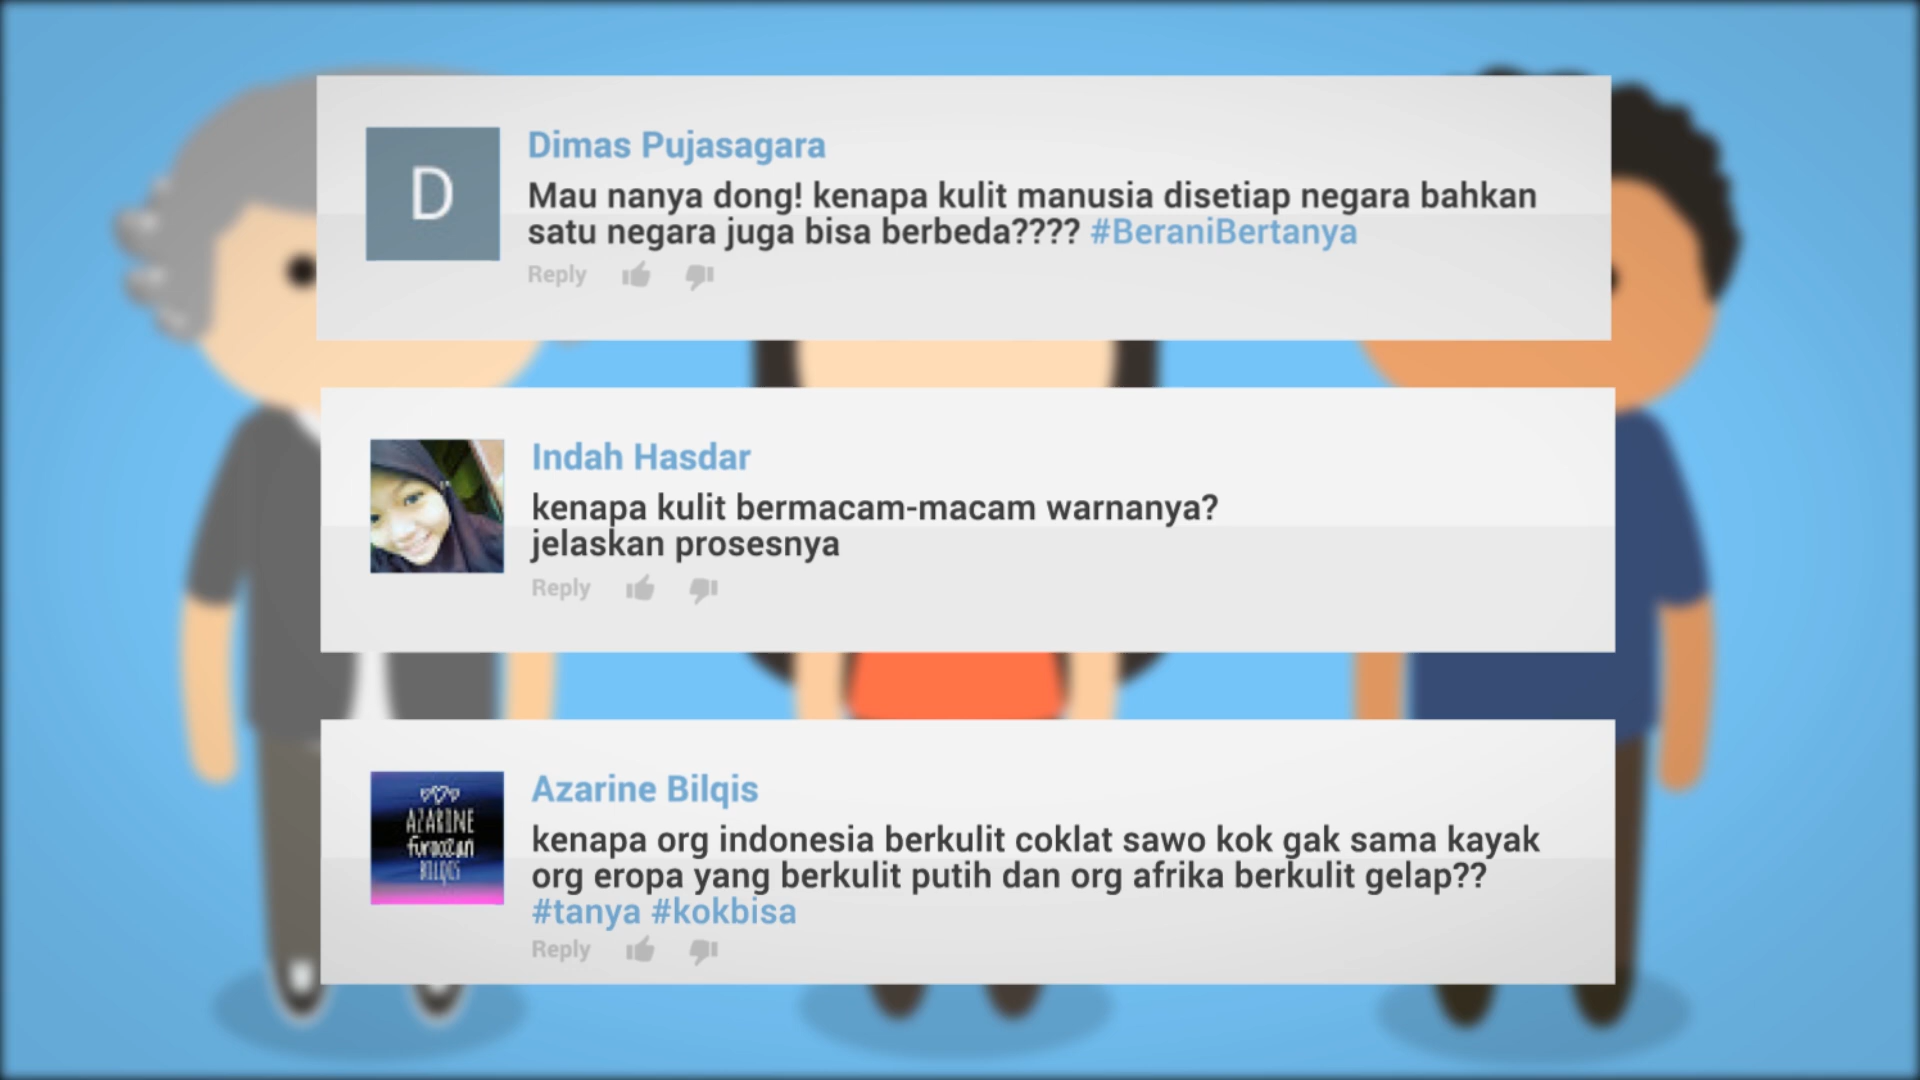 D
Dimas Pujasagara
Mau nanya dong! kenapa kulit manusia disetiap negara bahkan
satu negara juga bisa berbeda???? #BeraniBertanya
Reply
Indah Hasdar
kenapa kulit bermacam-macam warnanya?
jelaskan prosesnya
Reply
AZARINE
furoozan
BILQIS
Azarine Bilqis
kenapa org indonesia berkulit coklat sawo kok gak sama kayak
org eropa yang berkulit putih dan org afrika berkulit gelap??
#tanya #kokbisa
Reply